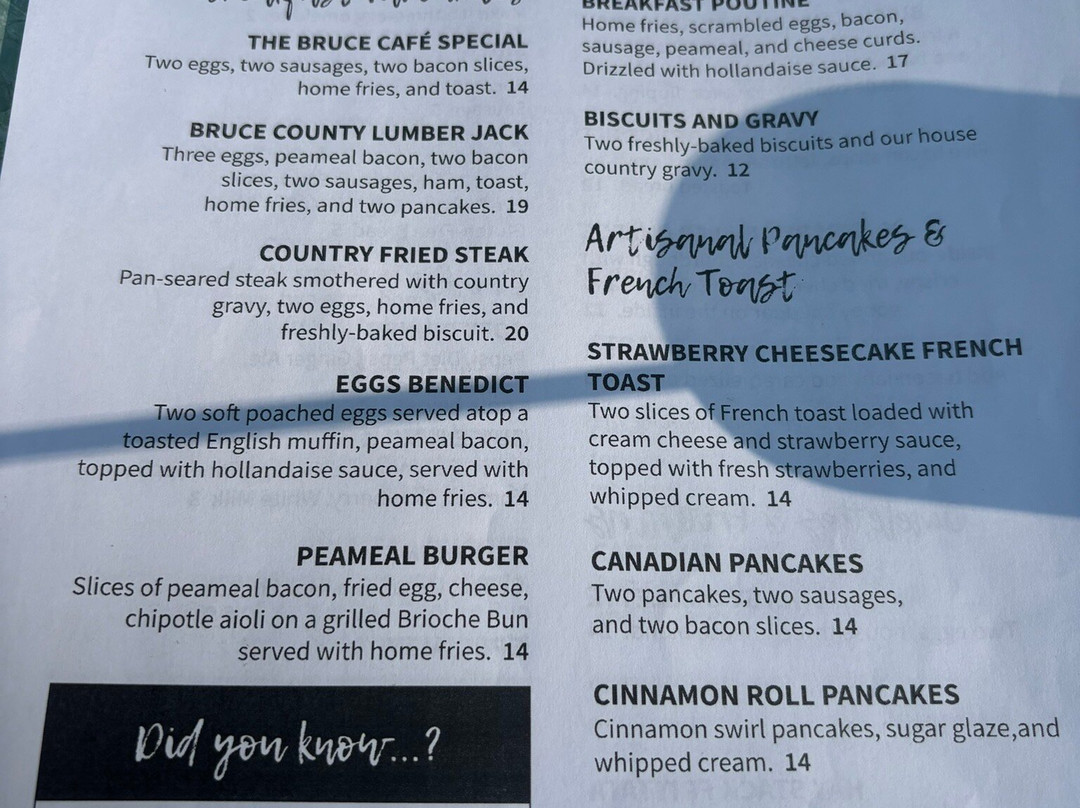 THE BRUCE CAFÉ SPECIAL
Two eggs, two sausages, two bacon slices,
home fries, and toast. 14
BRUCE COUNTY LUMBER JACK
Three eggs, peameal bacon, two bacon
slices, two sausages, ham, toast,
home fries, and two pancakes. 19
COUNTRY FRIED STEAK
Pan-seared steak smothered with country
gravy, two eggs, home fries, and
freshly-baked biscuit. 20
EGGS BENEDICT
Two soft poached eggs served atop a
toasted English muffin, peameal bacon,
topped with hollandaise sauce, served with
home fries. 14
PEAMEAL BURGER
Slices of peameal bacon, fried egg, cheese,
chipotle aioli on a grilled Brioche Bun
served with home fries. 14
Did you know...?
BREAKFAST POUTINE
Home fries, scrambled eggs, bacon,
sausage, peameal, and cheese curds.
Drizzled with hollandaise sauce. 17
BISCUITS AND GRAVY
Two freshly-baked biscuits and our house
country gravy. 12
Artisanal Pancakes &
French Toast
STRAWBERRY CHEESECAKE FRENCH
TOAST
Two slices of French toast loaded with
cream cheese and strawberry sauce,
topped with fresh strawberries, and
whipped cream. 14
CANADIAN PANCAKES
Two pancakes, two sausages,
and two bacon slices. 14
CINNAMON ROLL PANCAKES
Cinnamon swirl pancakes, sugar glaze,and
whipped cream. 14